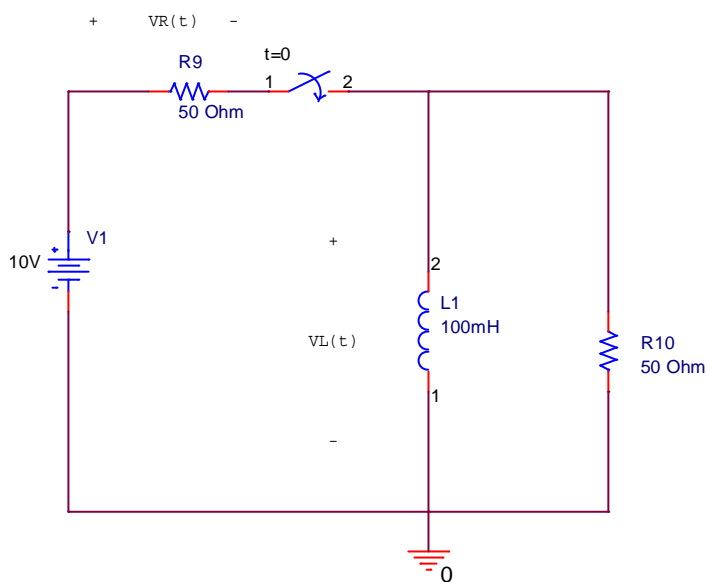 + VR(t) -
t=0
R9
1 2
50 Ohm
+ V1
10V
-
+
2
L1
100mH
VL(t)
R10
50 Ohm
1
-
0